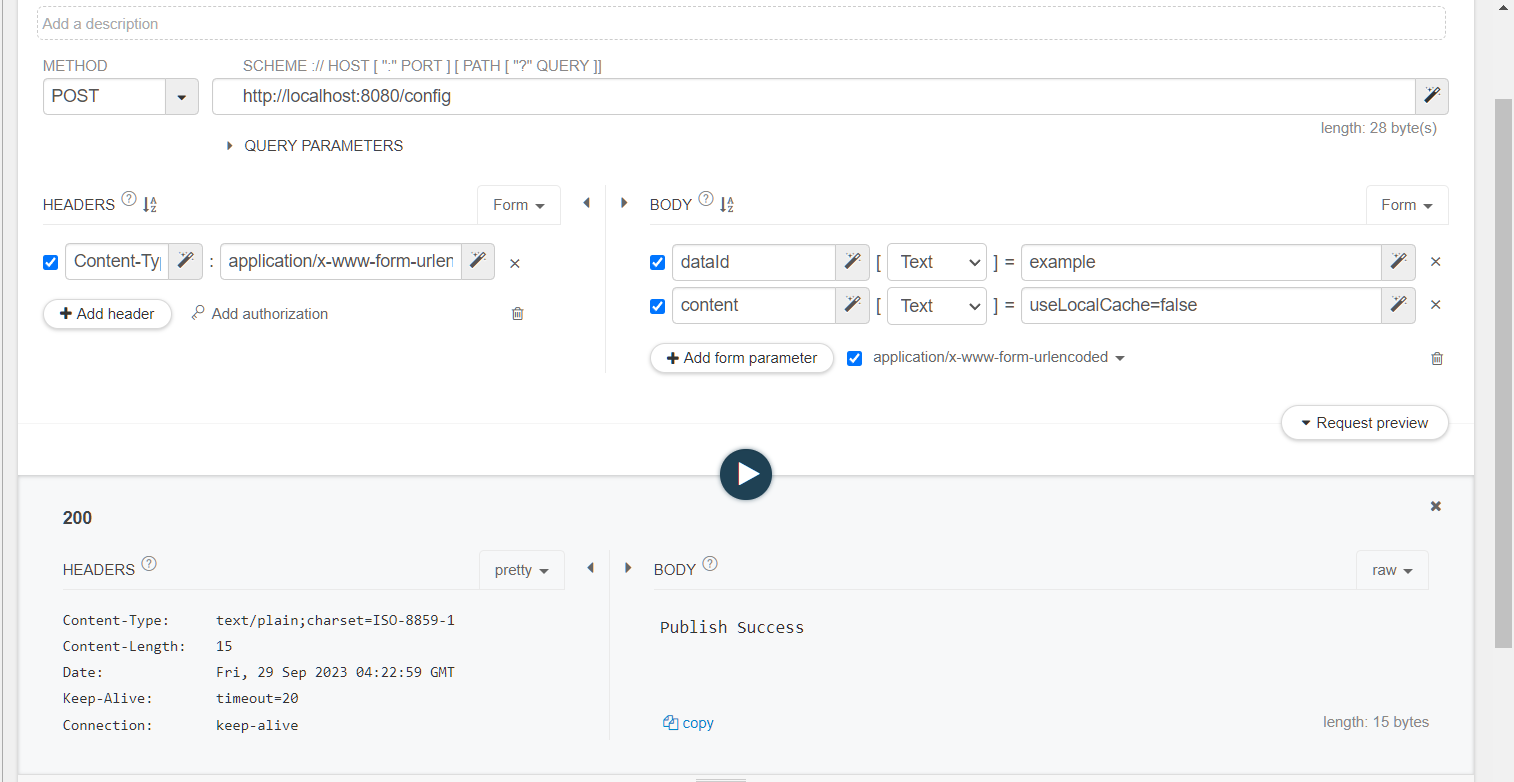 Add a description
METHOD
SCHEME :// HOST [ ":" PORT ] [ PATH [ "?" QUERY ]]
POST
http://localhost:8080/config
length: 28 byte(s)
QUERY PARAMETERS
HEADERS ? A Z
Form
BODY ? A Z
Form
Content-Typ : application/x-www-form-urlen ×
dataId [ Text ] = example ×
content [ Text ] = useLocalCache=false ×
+ Add header
Add authorization
+ Add form parameter
application/x-www-form-urlencoded
Request preview
200
HEADERS ?
pretty
BODY ?
raw
Content-Type: text/plain;charset=ISO-8859-1
Content-Length: 15
Date: Fri, 29 Sep 2023 04:22:59 GMT
Keep-Alive: timeout=20
Connection: keep-alive
Publish Success
copy
length: 15 bytes